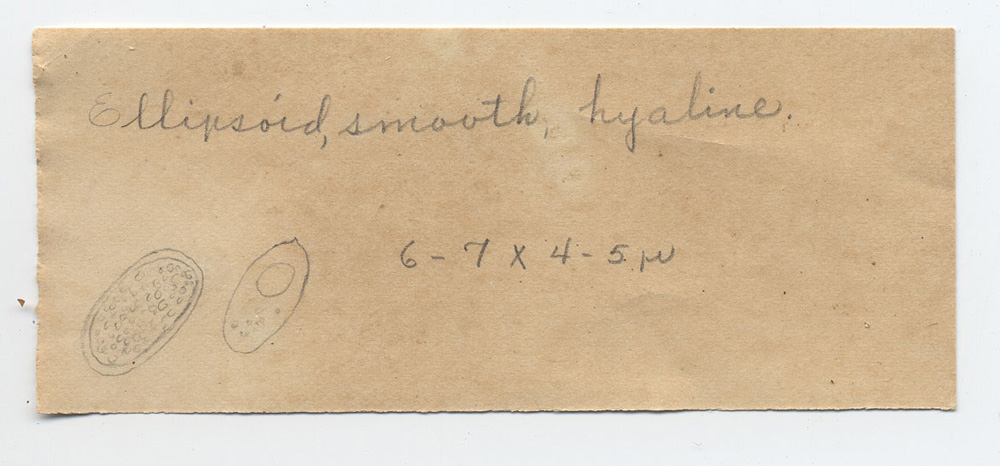 Ellipsoid, smooth, hyaline.
6 - 7 x 4 - 5 µ